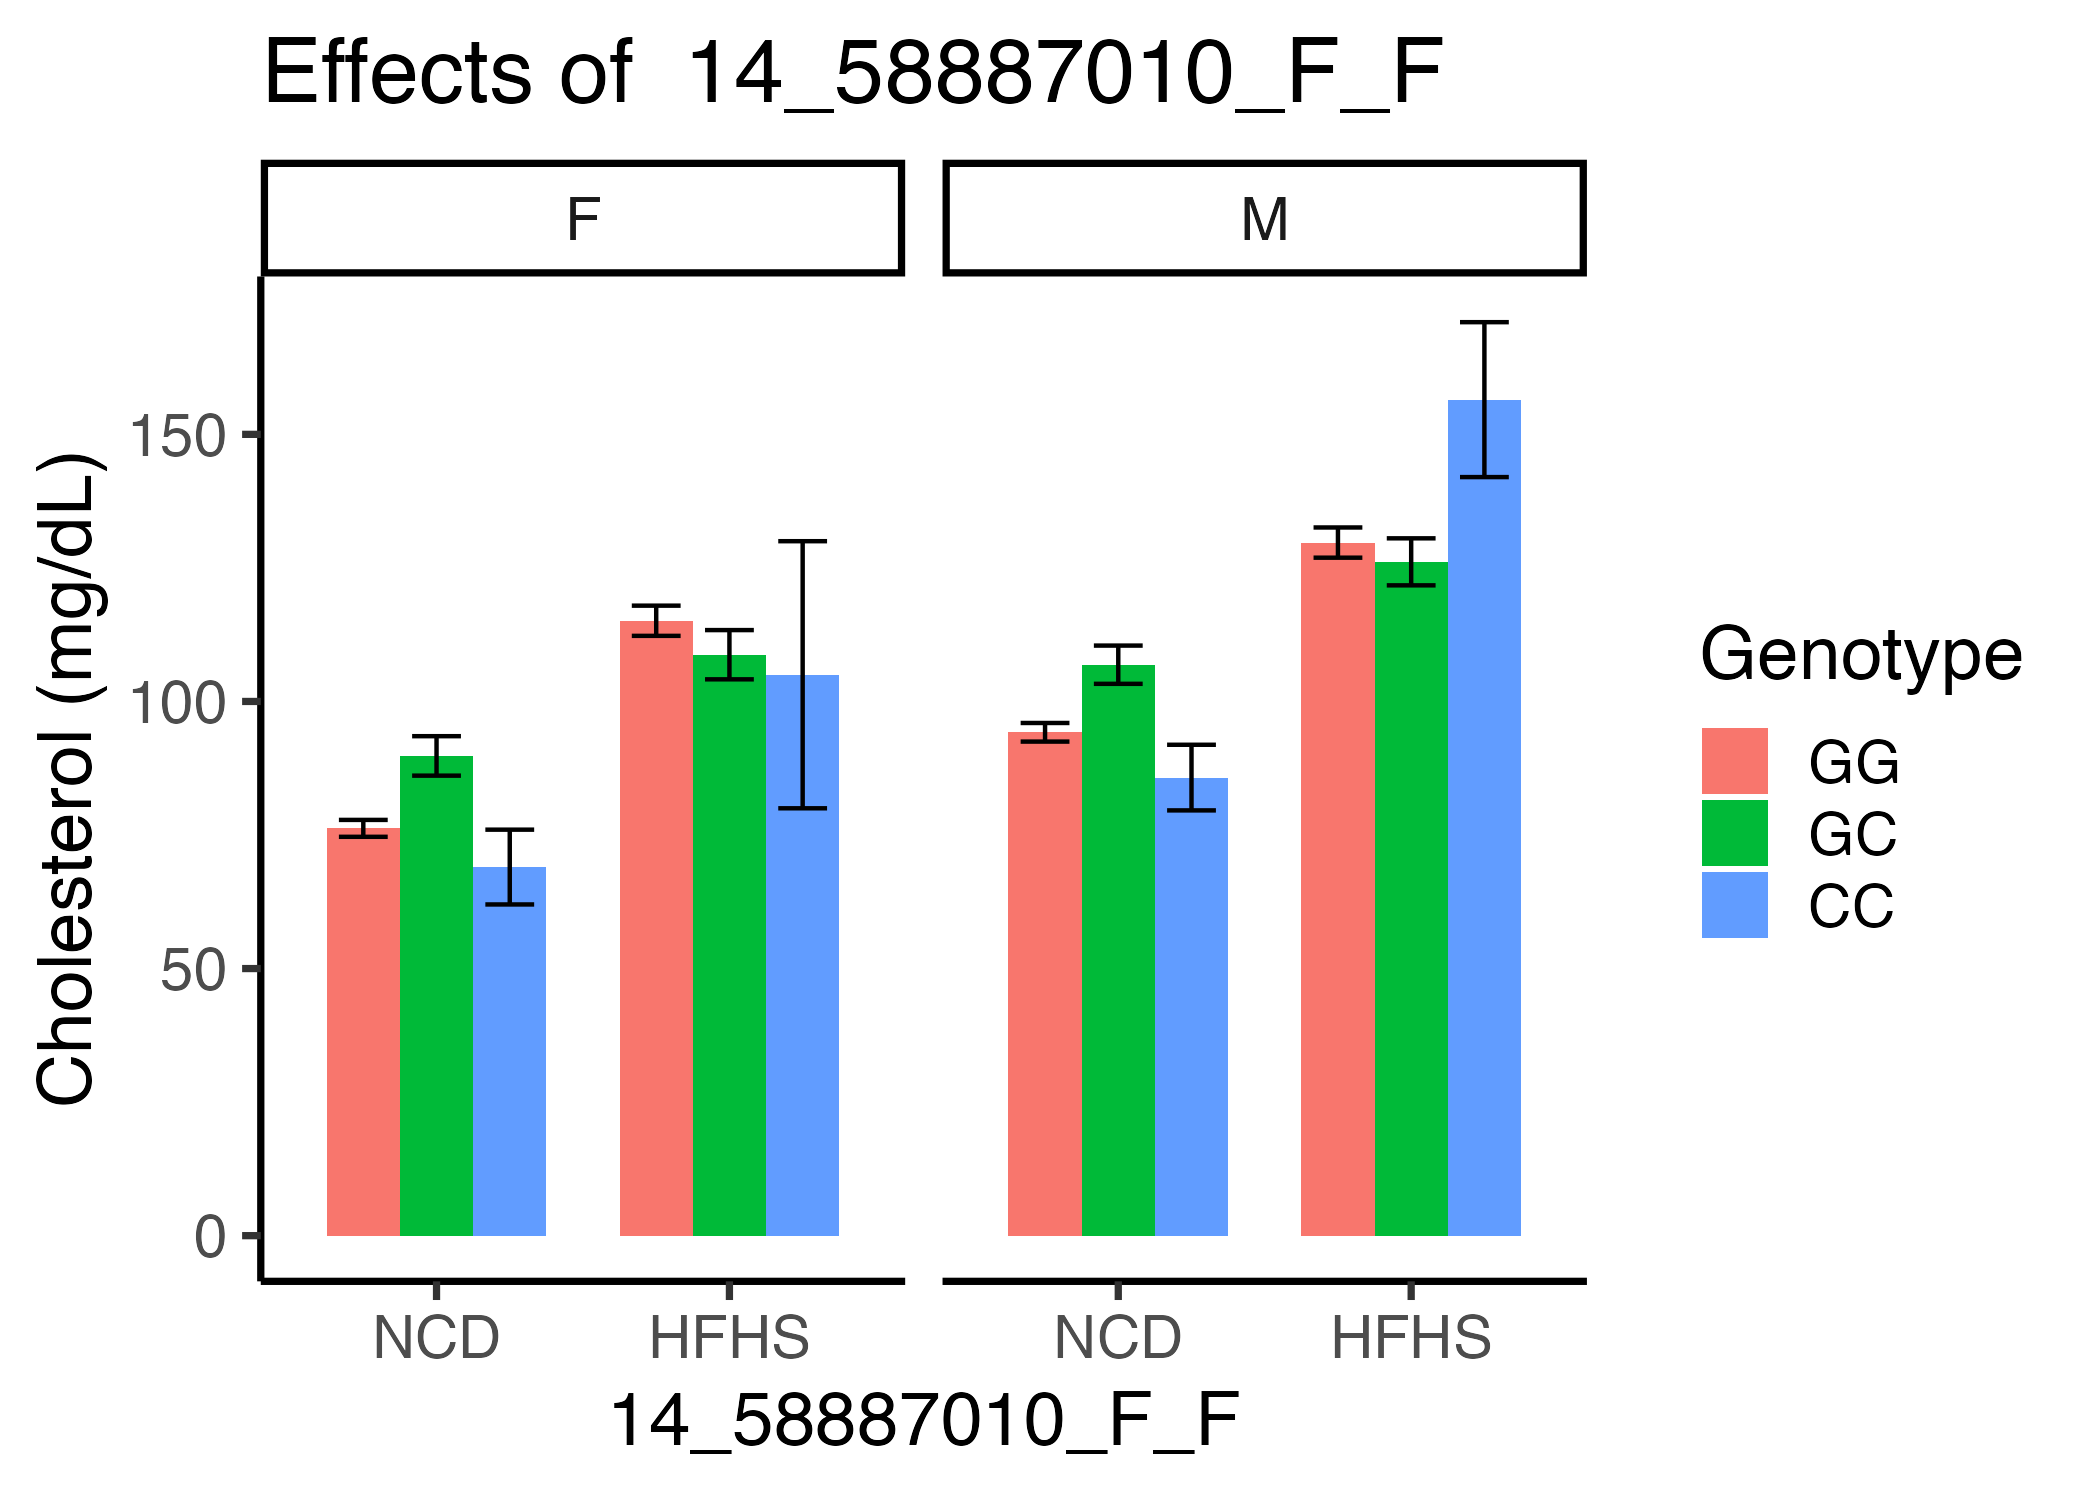 Effects of  14_58887010_F_F
F
M
Cholesterol (mg/dL)
150
100
50
0
NCD
HFHS
NCD
HFHS
14_58887010_F_F
Genotype
GG
GC
CC